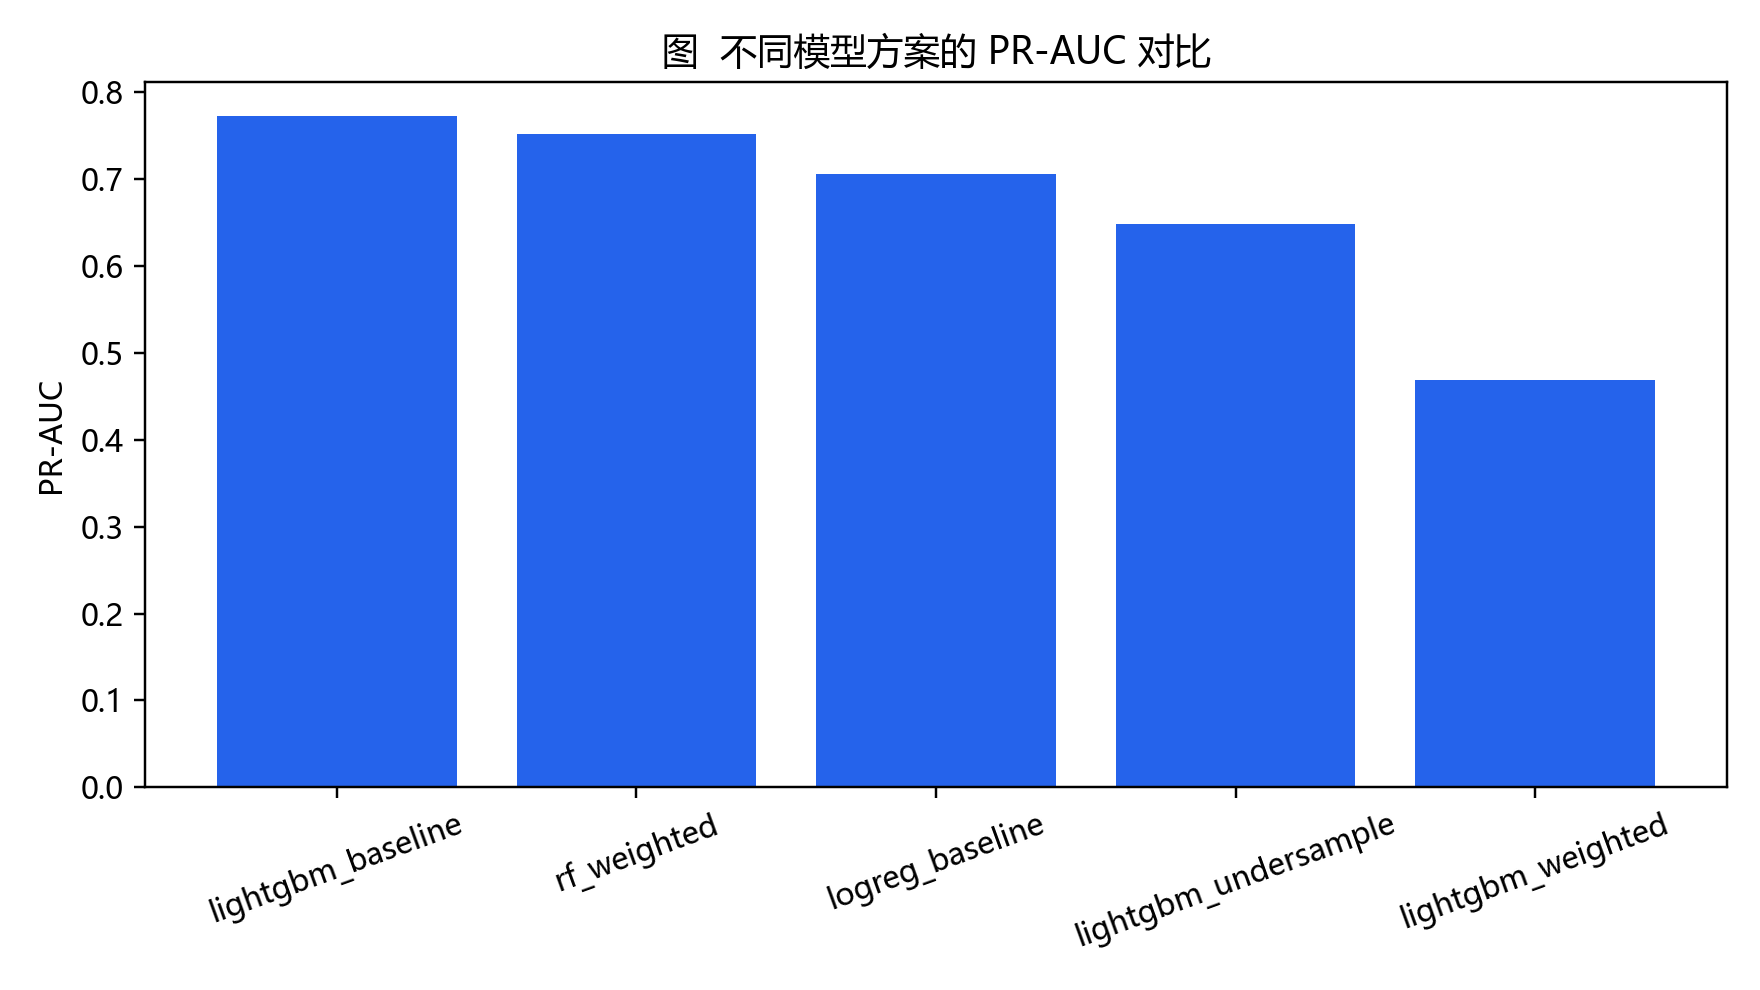 图 不同模型方案的 PR-AUC 对比
PR-AUC
0.8
0.7
0.6
0.5
0.4
0.3
0.2
0.1
0.0
lightgbm_baseline
rf_weighted
logreg_baseline
lightgbm_undersample
lightgbm_weighted